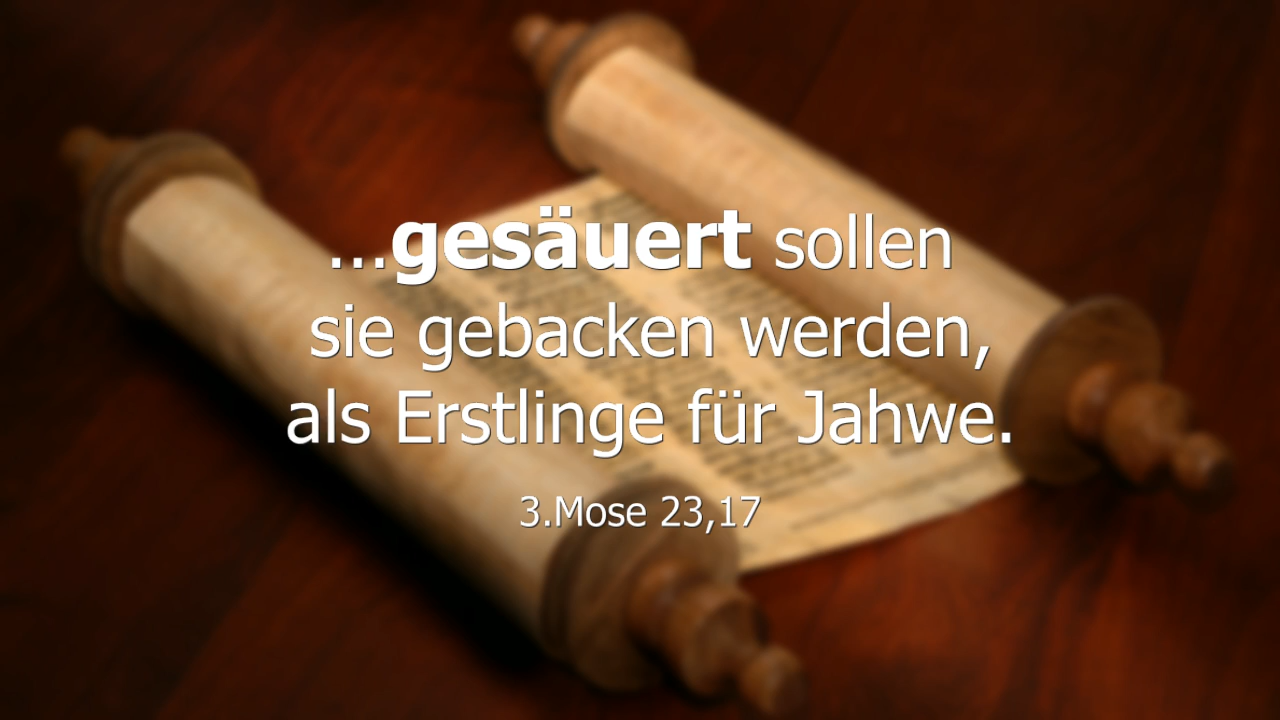 ...gesäuert sollen
sie gebacken werden,
als Erstlinge für Jahwe.
3.Mose 23,17